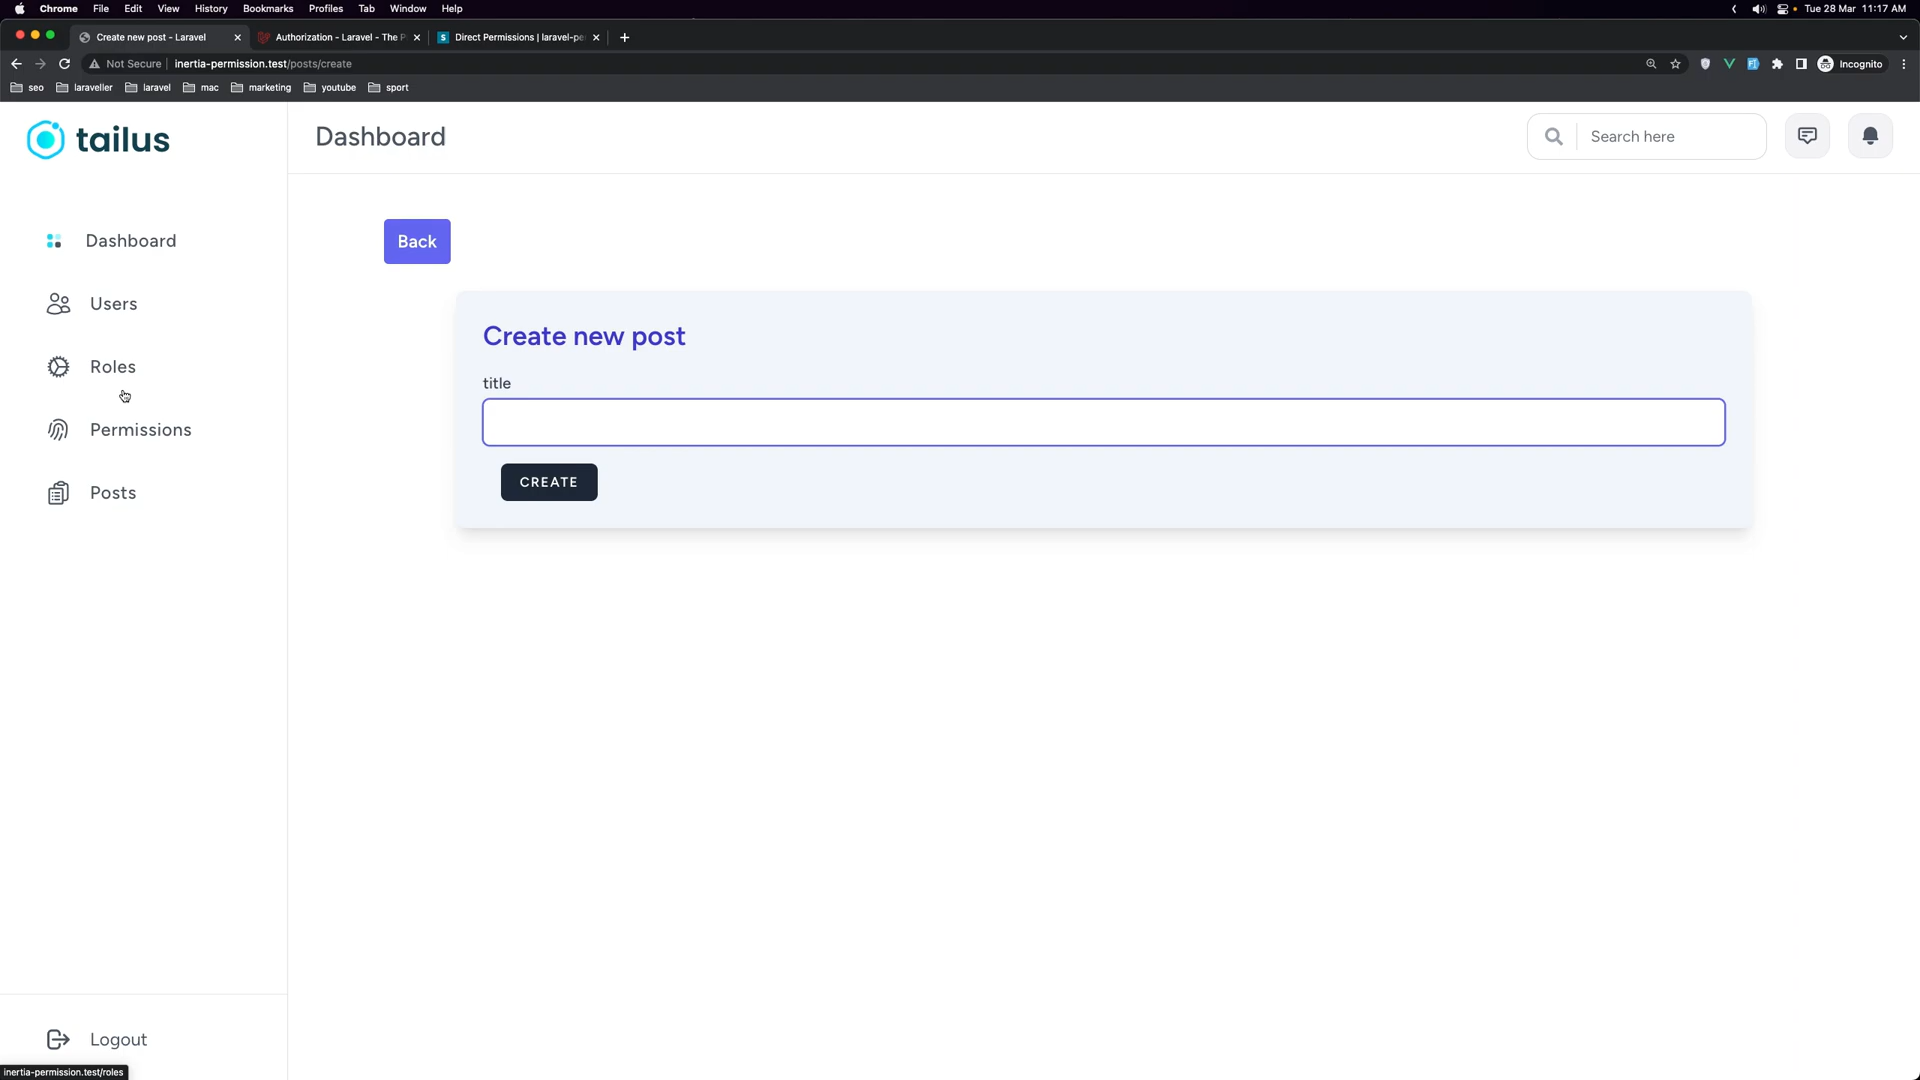 Chrome File Edit View History Bookmarks Profiles Tab Window Help Tue 28 Mar 11:17 AM
Create new post - Laravel Authorization - Laravel - The P Direct Permissions | laravel-pe
Not Secure inertia-permission.test/posts/create Incognito
seo laraveller laravel mac marketing youtube sport
tailus
Dashboard
Search here
Dashboard
Users
Roles
Permissions
Posts
Back
Create new post
title
CREATE
Logout
inertia-permission.test/roles